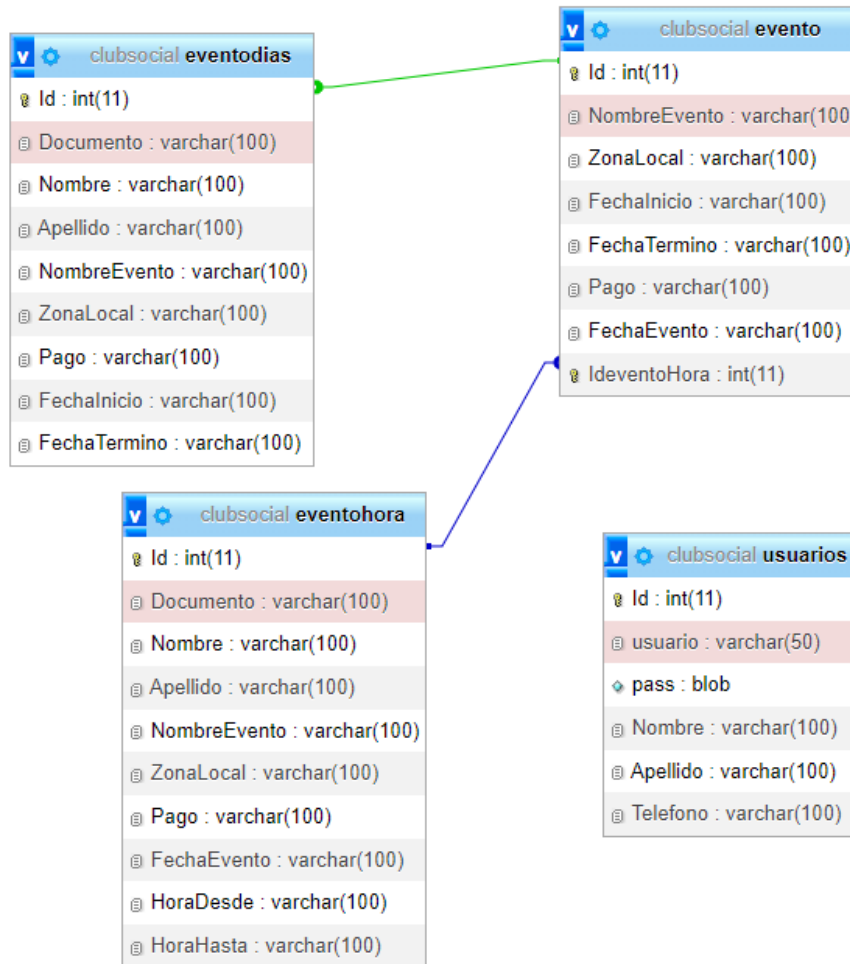 clubsocial eventodias
Id : int(11)
Documento : varchar(100)
Nombre : varchar(100)
Apellido : varchar(100)
NombreEvento : varchar(100)
ZonaLocal : varchar(100)
Pago : varchar(100)
FechaInicio : varchar(100)
FechaTermino : varchar(100)
clubsocial evento
Id : int(11)
NombreEvento : varchar(100
ZonaLocal : varchar(100)
FechaInicio : varchar(100)
FechaTermino : varchar(100)
Pago : varchar(100)
FechaEvento : varchar(100)
IdeventoHora : int(11)
clubsocial eventohora
Id : int(11)
Documento : varchar(100)
Nombre : varchar(100)
Apellido : varchar(100)
NombreEvento : varchar(100)
ZonaLocal : varchar(100)
Pago : varchar(100)
FechaEvento : varchar(100)
HoraDesde : varchar(100)
HoraHasta : varchar(100)
clubsocial usuarios
Id : int(11)
usuario : varchar(50)
pass : blob
Nombre : varchar(100)
Apellido : varchar(100)
Telefono : varchar(100)